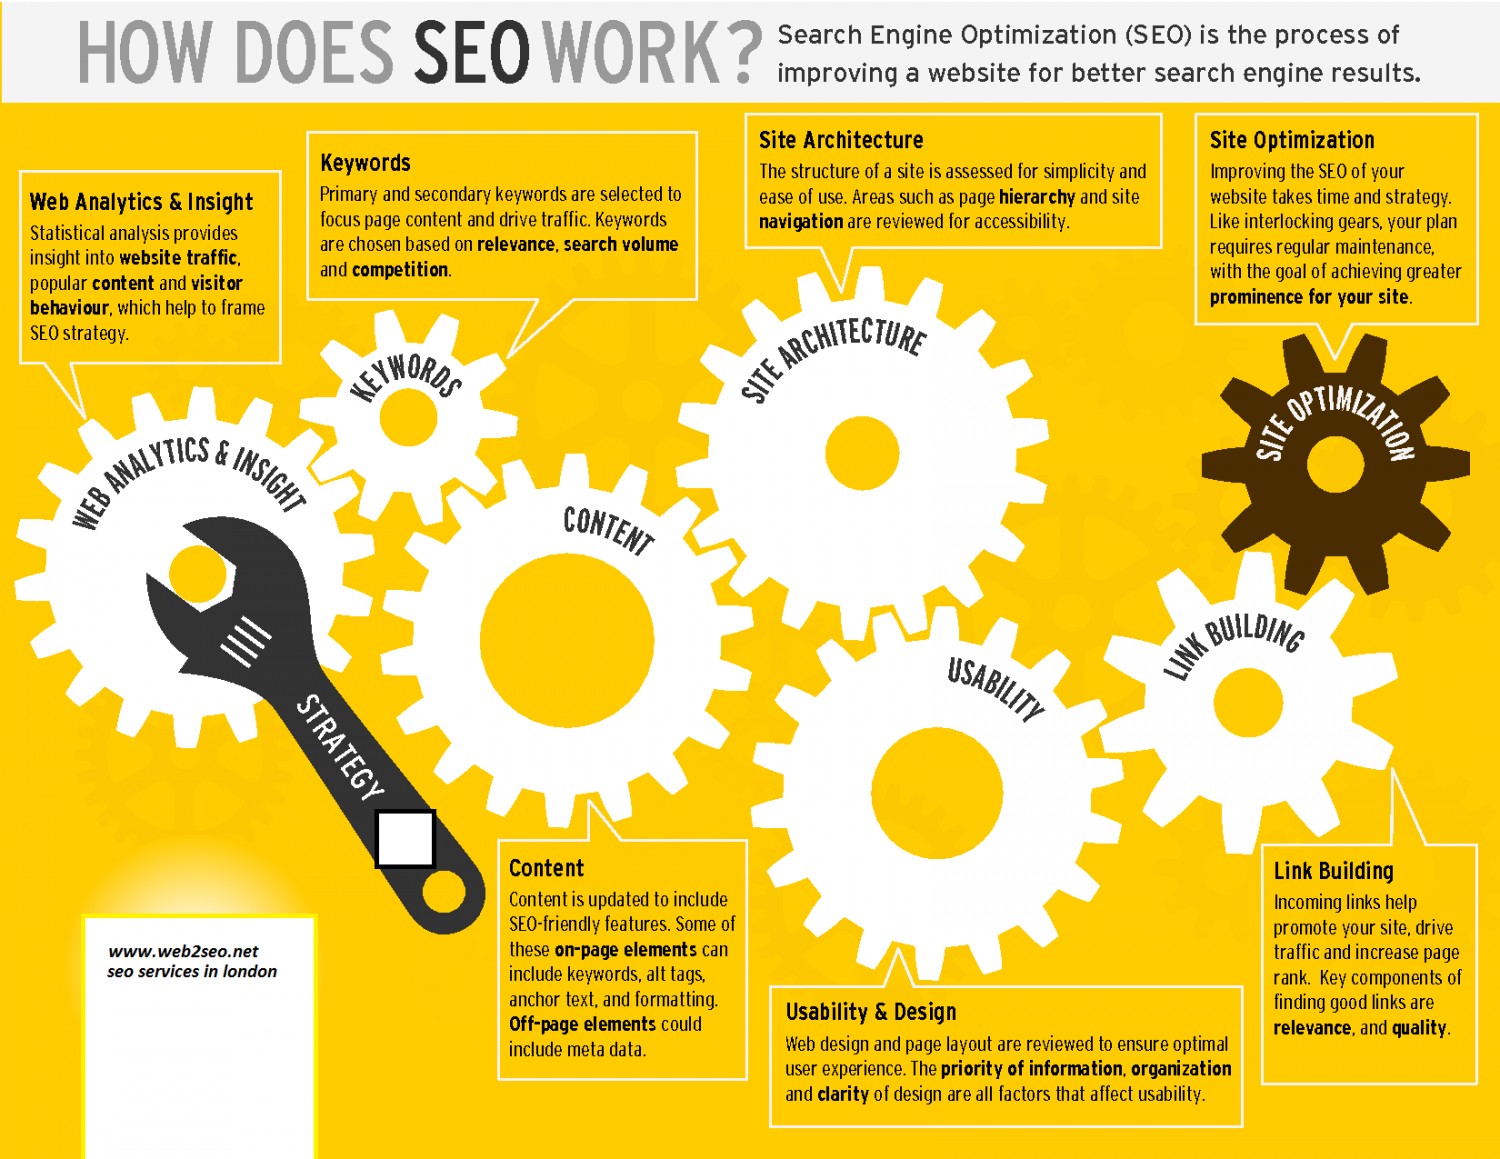 HOW DOES SEO WORK?
Search Engine Optimization (SEO) is the process of
improving a website for better search engine results.
Web Analytics & Insight
Statistical analysis provides
insight into website traffic,
popular content and visitor
behaviour, which help to frame
SEO strategy.
Keywords
Primary and secondary keywords are selected to
focus page content and drive traffic. Keywords
are chosen based on relevance, search volume
and competition.
Site Architecture
The structure of a site is assessed for simplicity and
ease of use. Areas such as page hierarchy and site
navigation are reviewed for accessibility.
Site Optimization
Improving the SEO of your
website takes time and strategy.
Like interlocking gears, your plan
requires regular maintenance,
with the goal of achieving greater
prominence for your site.
WEB ANALYTICS & INSIGHT
KEYWORDS
CONTENT
SITE ARCHITECTURE
USABILITY
LINK BUILDING
SITE OPTIMIZATION
STRATEGY
Content
Content is updated to include
SEO-friendly features. Some of
these on-page elements can
include keywords, alt tags,
anchor text, and formatting.
Off-page elements could
include meta data.
Usability & Design
Web design and page layout are reviewed to ensure optimal
user experience. The priority of information, organization
and clarity of design are all factors that affect usability.
Link Building
Incoming links help
promote your site, drive
traffic and increase page
rank. Key components of
finding good links are
relevance, and quality.
www.web2seo.net
seo services in london